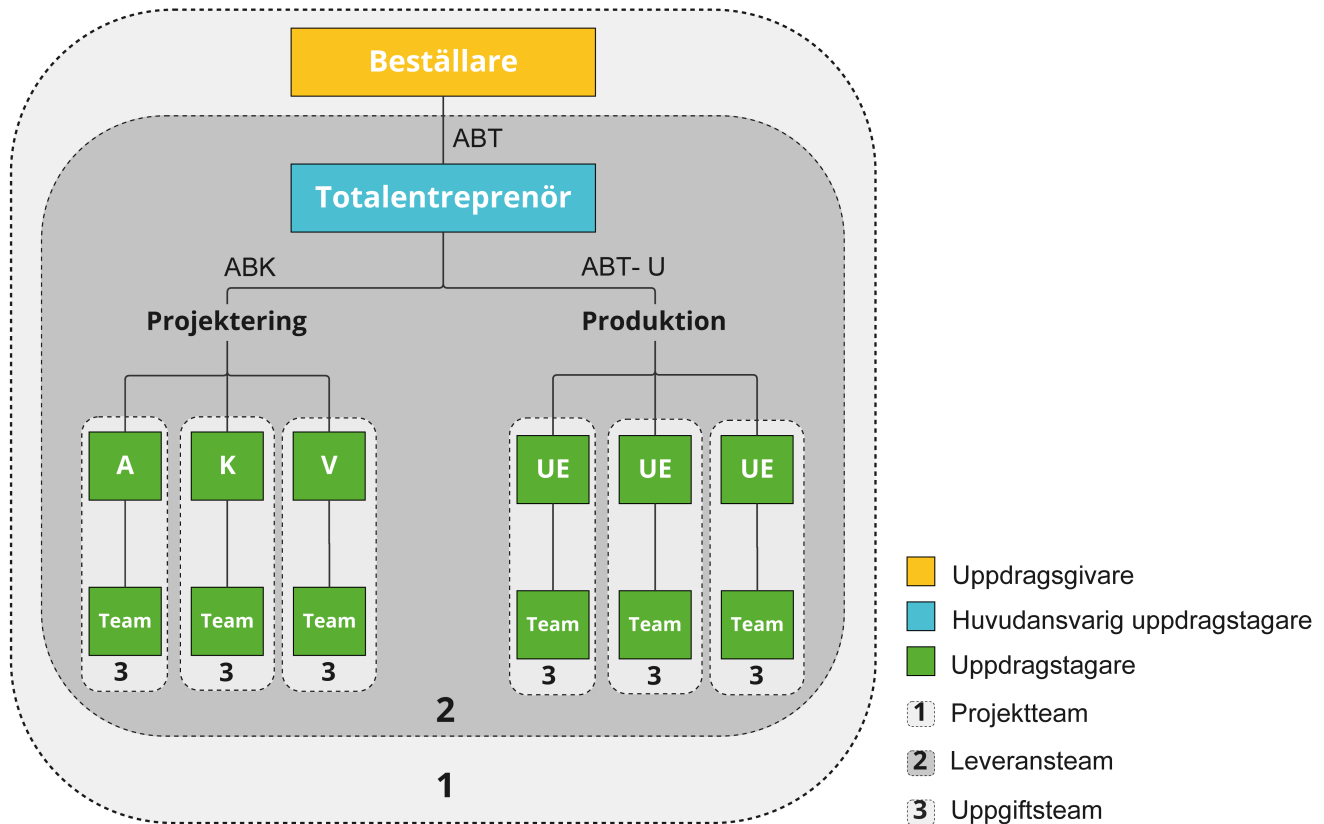 Beställare
ABT
Totalentreprenör
ABK
ABT- U
Projektering
Produktion
A
K
V
UE
UE
UE
Team
Team
Team
Team
Team
Team
3
3
3
3
3
3
2
1
Uppdragsgivare
Huvudansvarig uppdragstagare
Uppdragstagare
1 Projektteam
2 Leveransteam
3 Uppgiftsteam